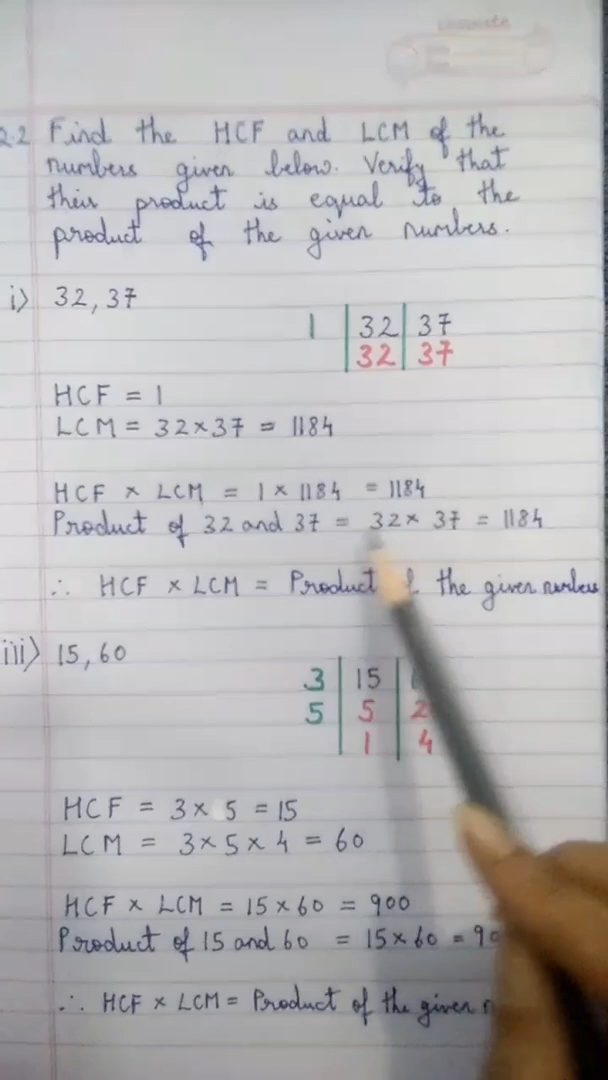 2.2 Find the HCF and LCM of the
numbers given below. Verify that
their product is equal to the
product of the given numbers.
i) 32, 37
1 | 32 | 37
32 | 37
HCF = 1
LCM = 32×37 = 1184
HCF × LCM = 1 × 1184 = 1184
Product of 32 and 37 = 32× 37 = 1184
∴ HCF × LCM = Product of the given numbers
iii) 15, 60
3 | 15 |
5 | 5 | 2
1 | 4
HCF = 3 × 5 = 15
LCM = 3×5×4 = 60
HCF × LCM = 15×60 = 900
Product of 15 and 60 = 15×60 =
∴ HCF × LCM = Product of the given